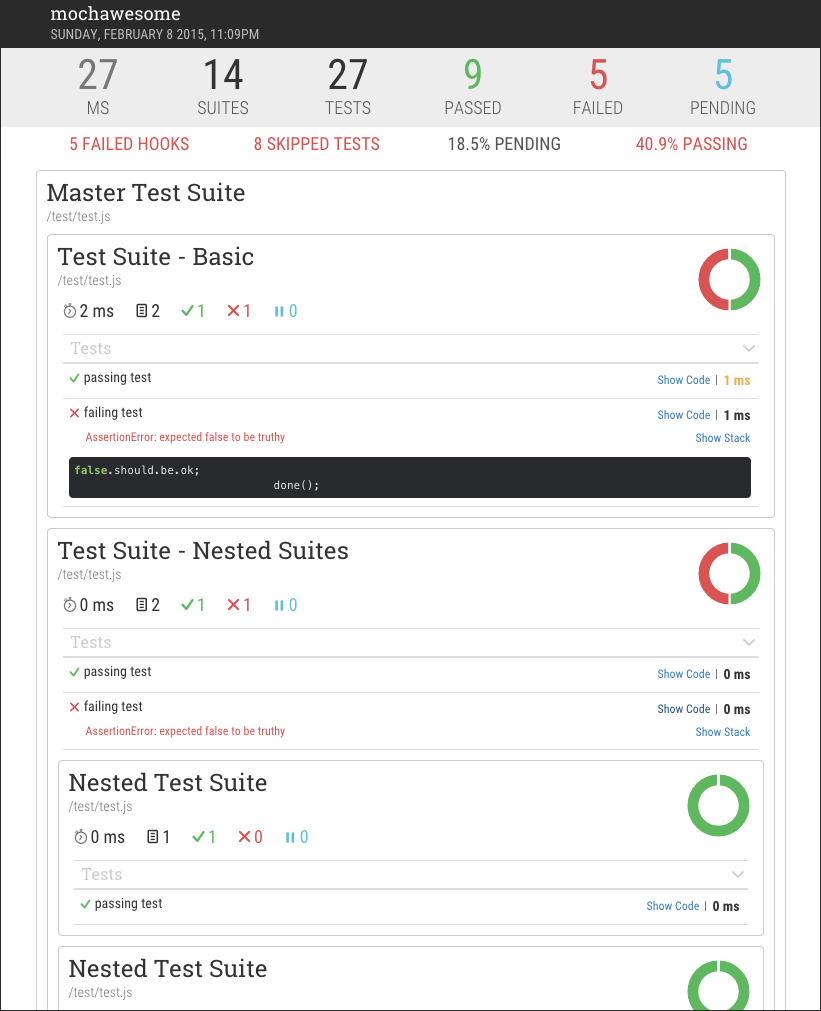 mochawesome
SUNDAY, FEBRUARY 8 2015, 11:09PM
27 14 27 9 5 5
MS SUITES TESTS PASSED FAILED PENDING
5 FAILED HOOKS 8 SKIPPED TESTS 18.5% PENDING 40.9% PASSING
Master Test Suite
/test/test.js
Test Suite - Basic
/test/test.js
2 ms 2 1 1 0
Tests
passing test Show Code | 1 ms
failing test Show Code | 1 ms
AssertionError: expected false to be truthy Show Stack
false.should.be.ok;
done();
Test Suite - Nested Suites
/test/test.js
0 ms 2 1 1 0
Tests
passing test Show Code | 0 ms
failing test Show Code | 0 ms
AssertionError: expected false to be truthy Show Stack
Nested Test Suite
/test/test.js
0 ms 1 1 0 0
Tests
passing test Show Code | 0 ms
Nested Test Suite
/test/test.js